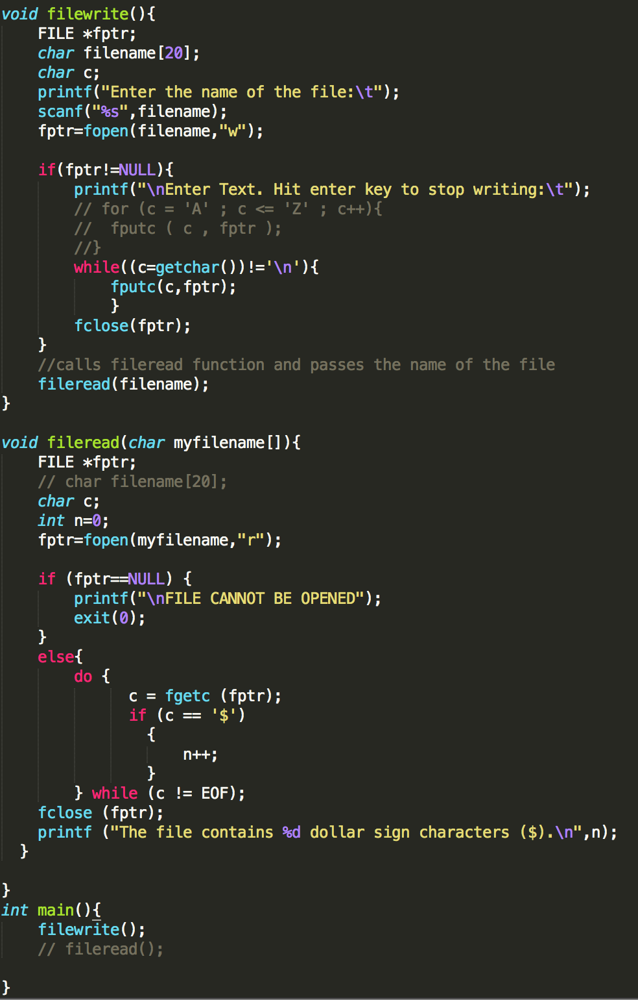 void filewrite(){
    FILE *fptr;
    char filename[20];
    char c;
    printf("Enter the name of the file:\t");
    scanf("%s",filename);
    fptr=fopen(filename,"w");

    if(fptr!=NULL){
        printf("\nEnter Text. Hit enter key to stop writing:\t");
        // for (c = 'A' ; c <= 'Z' ; c++){
        //  fputc ( c , fptr );
        //}
        while((c=getchar())!='\n'){
            fputc(c,fptr);
            }
        fclose(fptr);
    }
    //calls fileread function and passes the name of the file
    fileread(filename);
}

void fileread(char myfilename[]){
    FILE *fptr;
    // char filename[20];
    char c;
    int n=0;
    fptr=fopen(myfilename,"r");

    if (fptr==NULL) {
        printf("\nFILE CANNOT BE OPENED");
        exit(0);
    }
    else{
        do {
              c = fgetc (fptr);
              if (c == '$')
                {
                    n++;
                }
        } while (c != EOF);
    fclose (fptr);
    printf ("The file contains %d dollar sign characters ($).\n",n);
  }

}
int main(){
    filewrite();
    // fileread();

}